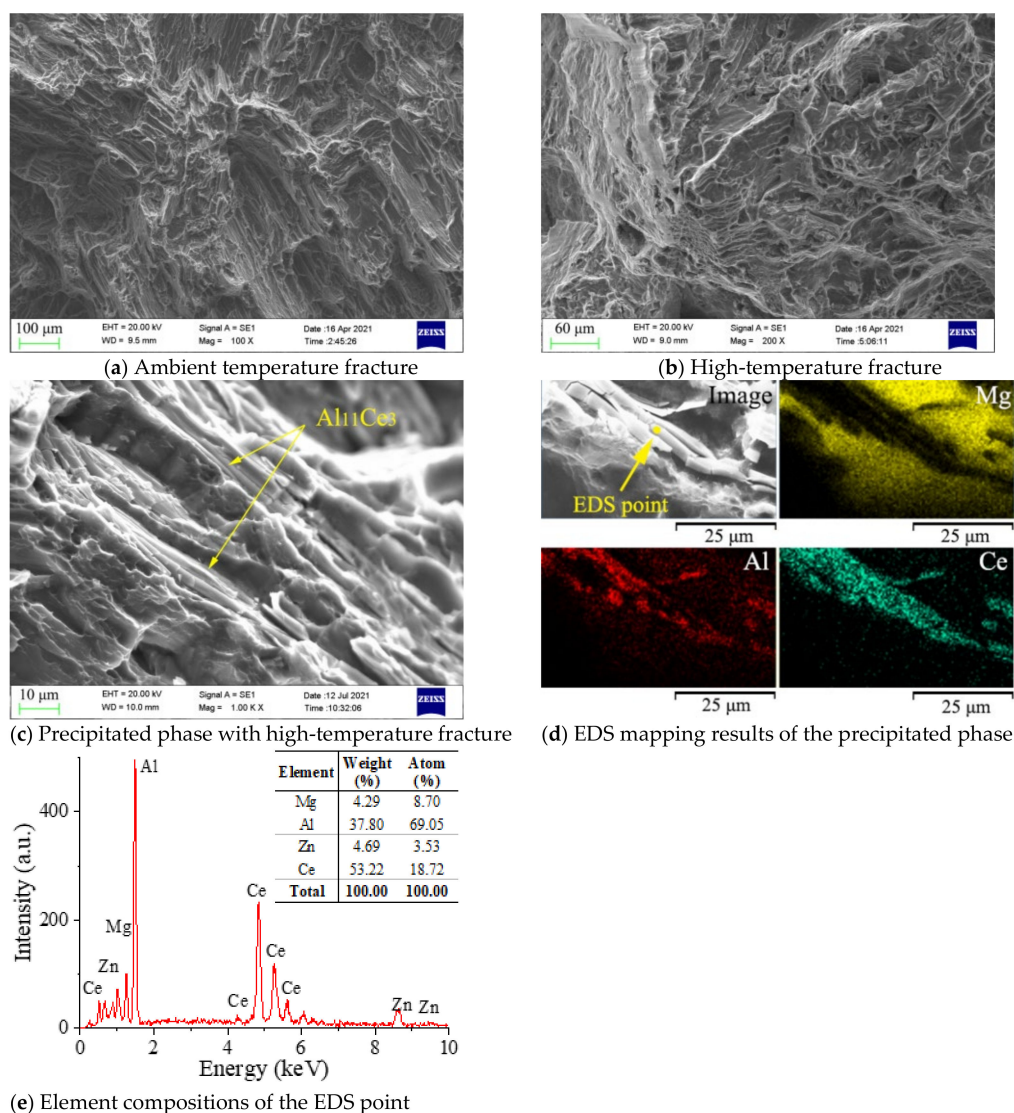 100 µm
EHT = 20.00 kV
WD = 9.5 mm
Signal A = SE1
Mag = 100 X
Date :16 Apr 2021
Time :2:45:26
ZEISS
60 µm
EHT = 20.00 kV
WD = 9.0 mm
Signal A = SE1
Mag = 200 X
Date :16 Apr 2021
Time :5:06:11
ZEISS
(a) Ambient temperature fracture
(b) High-temperature fracture
Al11Ce3
10 µm
EHT = 20.00 kV
WD = 10.0 mm
Signal A = SE1
Mag = 1.00 K X
Date :12 Jul 2021
Time :10:32:06
ZEISS
Image
EDS point
25 µm
Mg
25 µm
Al
25 µm
Ce
25 µm
(c) Precipitated phase with high-temperature fracture
(d) EDS mapping results of the precipitated phase
Intensity (a.u.)
400
200
0
Al
Mg
Zn
Ce
Ce
Ce
Ce
Ce
Zn
Zn
Element Weight (%) Atom (%)
Mg 4.29 8.70
Al 37.80 69.05
Zn 4.69 3.53
Ce 53.22 18.72
Total 100.00 100.00
0 2 4 6 8 10
Energy (keV)
(e) Element compositions of the EDS point